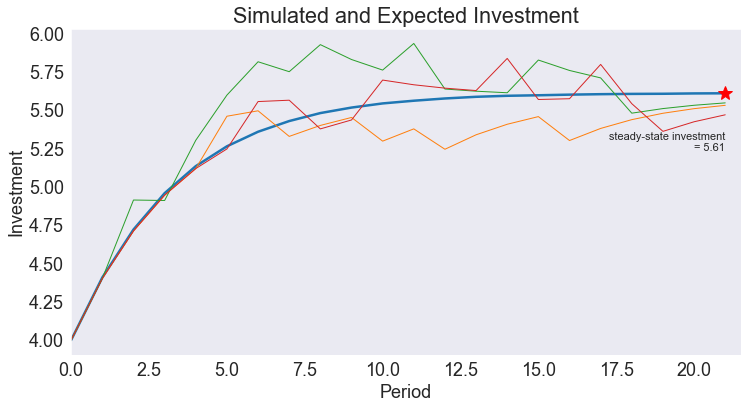 Simulated and Expected Investment
6.00
5.75
5.50
5.25
5.00
4.75
4.50
4.25
4.00
Investment
steady-state investment
= 5.61
0.0 2.5 5.0 7.5 10.0 12.5 15.0 17.5 20.0
Period